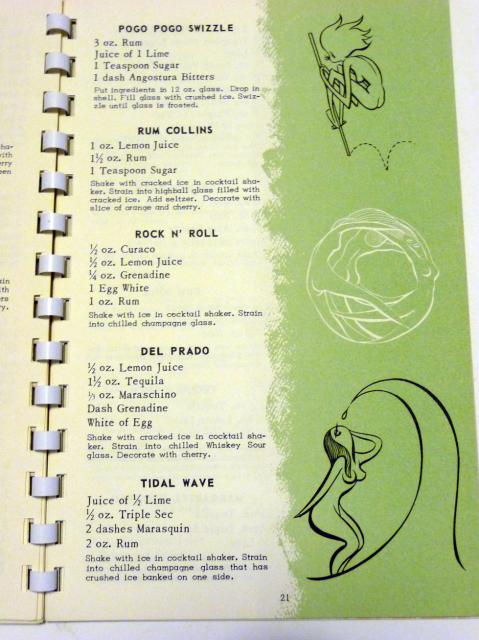 POGO POGO SWIZZLE
3 oz. Rum
Juice of 1 Lime
1 Teaspoon Sugar
1 dash Angostura Bitters
Put ingredients in 12 oz. glass. Drop in
shell. Fill glass with crushed ice. Swiz-
zle until glass is frosted.
RUM COLLINS
1 oz. Lemon Juice
1½ oz. Rum
1 Teaspoon Sugar
Shake with cracked ice in cocktail sha-
ker. Strain into highball glass filled with
cracked ice. Add seltzer. Decorate with
slice of orange and cherry.
ROCK N' ROLL
½ oz. Curaco
½ oz. Lemon Juice
¼ oz. Grenadine
1 Egg White
1 oz. Rum
Shake with ice in cocktail shaker. Strain
into chilled champagne glass.
DEL PRADO
½ oz. Lemon Juice
1½ oz. Tequila
⅓ oz. Maraschino
Dash Grenadine
White of Egg
Shake with cracked ice in cocktail sha-
ker. Strain into chilled Whiskey Sour
glass. Decorate with cherry.
TIDAL WAVE
Juice of ½ Lime
½ oz. Triple Sec
2 dashes Marasquin
2 oz. Rum
Shake with ice in cocktail shaker. Strain
into chilled champagne glass that has
crushed ice banked on one side.
21